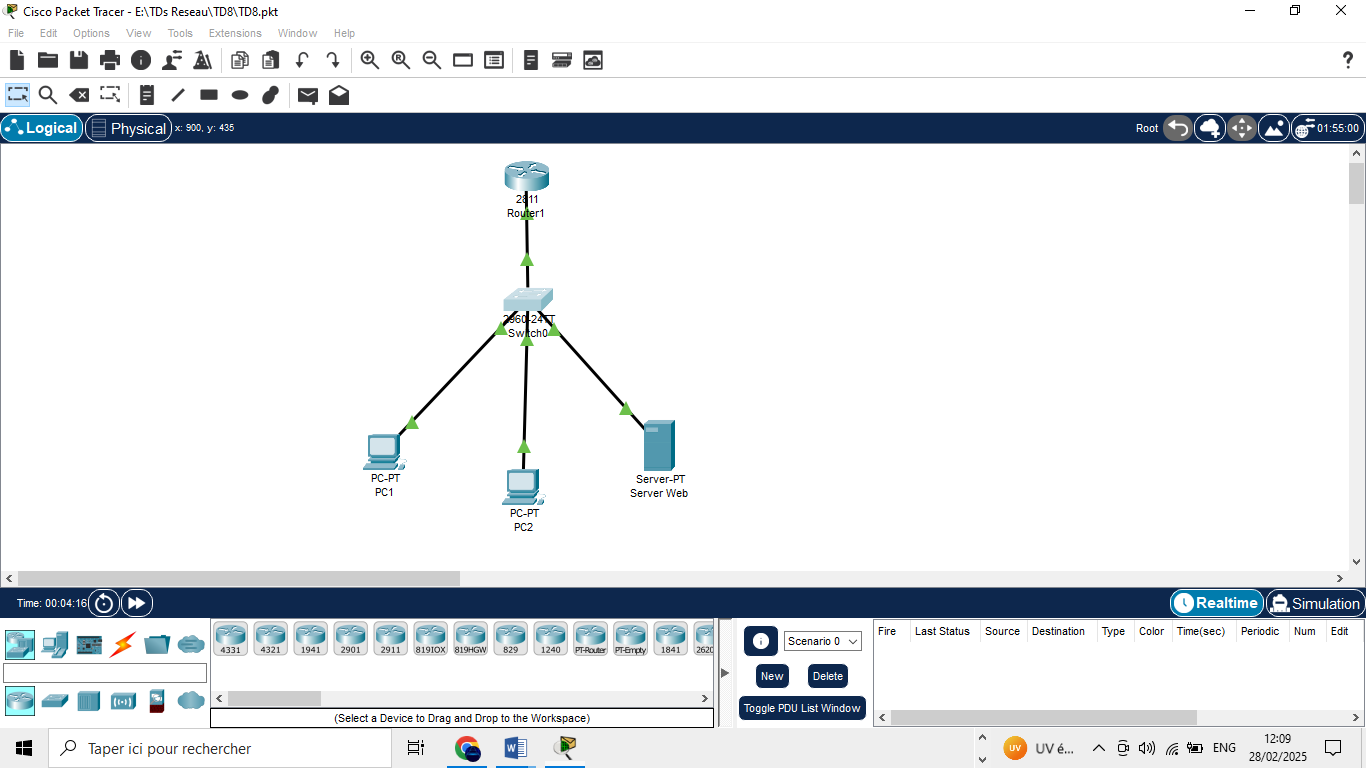 Cisco Packet Tracer - E:\TDs Reseau\TD8\TD8.pkt
File Edit Options View Tools Extensions Window Help
Logical Physical x: 900, y: 435 Root 01:55:00
2811
Router1
2960-24TT
Switch0
PC-PT
PC1
PC-PT
PC2
Server-PT
Server Web
Time: 00:04:16 Realtime Simulation
4331 4321 1941 2901 2911 819IOX 819HGW 829 1240 PT-Router PT-Empty 1841 2620
(Select a Device to Drag and Drop to the Workspace)
Scenario 0
New Delete
Toggle PDU List Window
Fire Last Status Source Destination Type Color Time(sec) Periodic Num Edit
Taper ici pour rechercher
UV UV é... ENG
12:09
28/02/2025